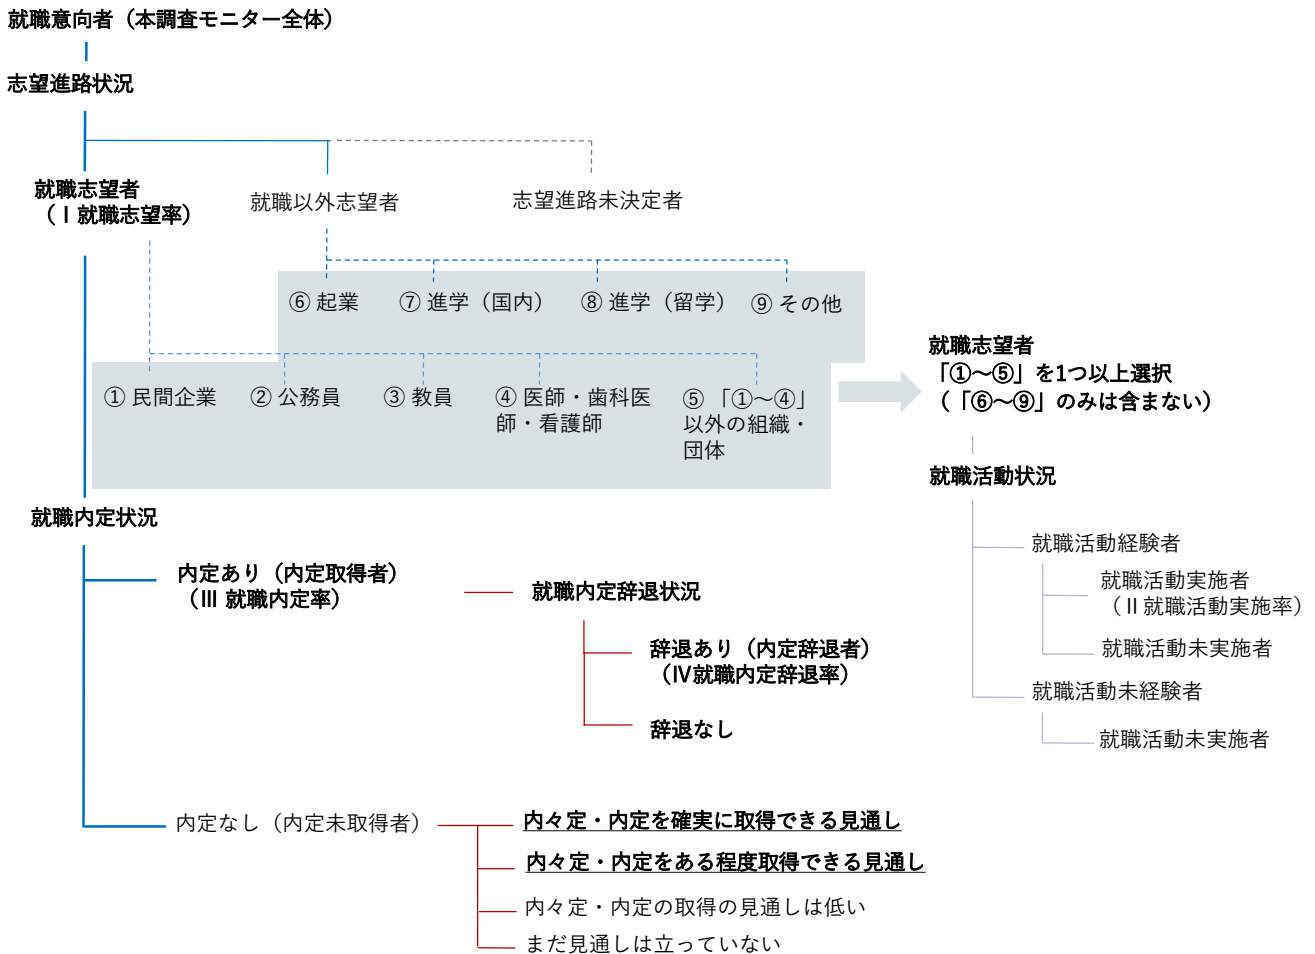 就職意向者（本調査モニター全体）
志望進路状況
就職志望者
（Ⅰ就職志望率）
就職以外志望者
志望進路未決定者
⑥ 起業
⑦ 進学（国内）
⑧ 進学（留学）
⑨ その他
① 民間企業
② 公務員
③ 教員
④ 医師・歯科医
師・看護師
⑤ 「①～④」
以外の組織・
団体
就職志望者
「①～⑤」を1つ以上選択
（「⑥～⑨」のみは含まない）
就職活動状況
就職活動経験者
就職活動実施者
（Ⅱ就職活動実施率）
就職活動未実施者
就職活動未経験者
就職活動未実施者
就職内定状況
内定あり（内定取得者）
（Ⅲ 就職内定率）
就職内定辞退状況
辞退あり（内定辞退者）
（Ⅳ就職内定辞退率）
辞退なし
内定なし（内定未取得者）
内々定・内定を確実に取得できる見通し
内々定・内定をある程度取得できる見通し
内々定・内定の取得の見通しは低い
まだ見通しは立っていない